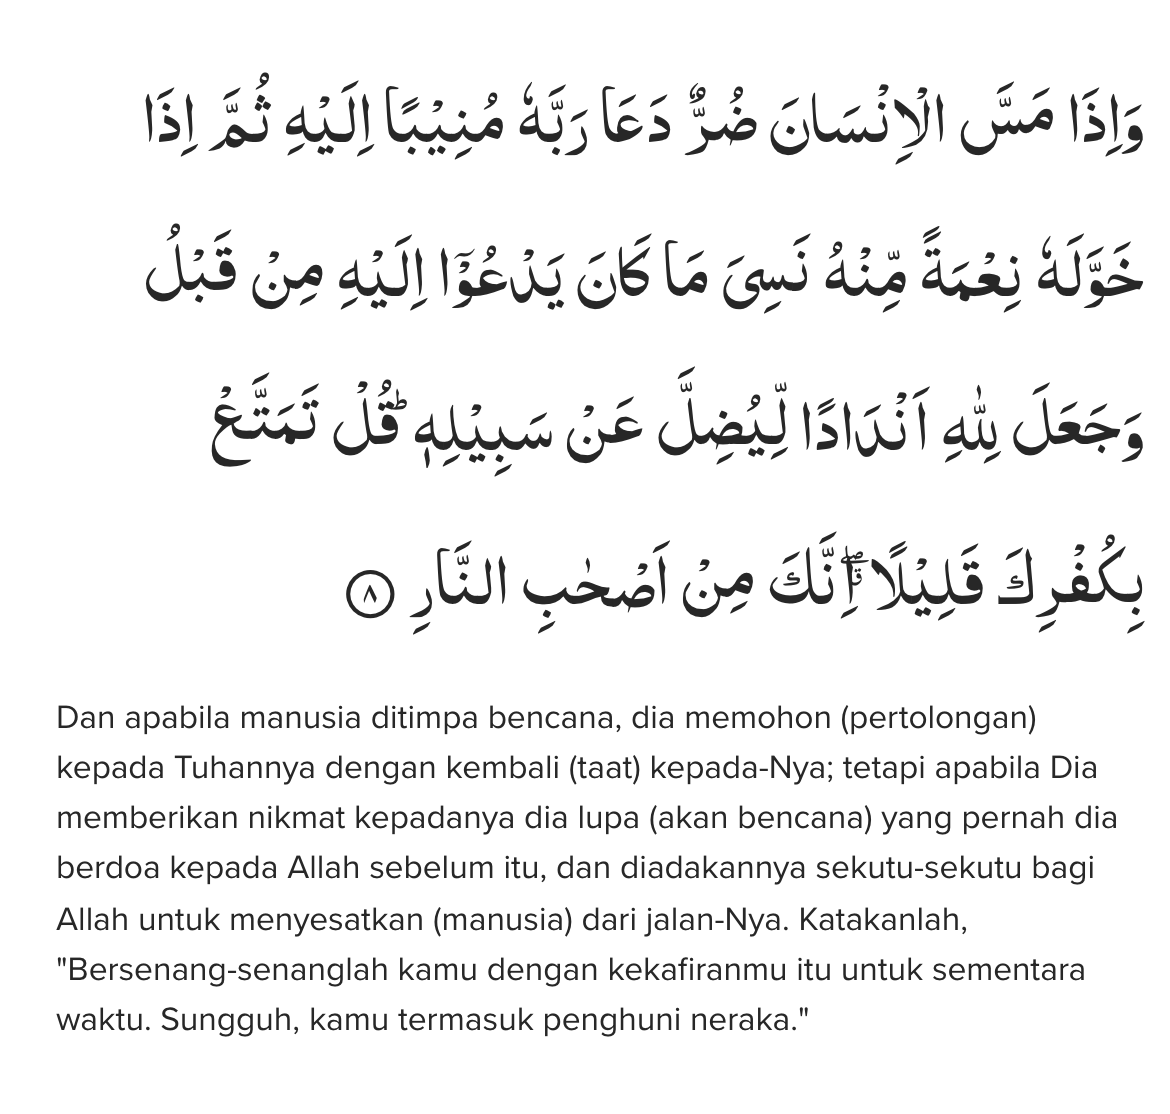 وَاِذَا مَسَّ الْاِنْسَانَ ضُرٌّ دَعَا رَبَّهٗ مُنِيْبًا اِلَيْهِ ثُمَّ اِذَا
خَوَّلَهٗ نِعْمَةً مِّنْهُ نَسِيَ مَا كَانَ يَدْعُوْٓا اِلَيْهِ مِنْ قَبْلُ
وَجَعَلَ لِلّٰهِ اَنْدَادًا لِّيُضِلَّ عَنْ سَبِيْلِهٖ ۗقُلْ تَمَتَّعْ
بِكُفْرِكَ قَلِيْلًا ۖاِنَّكَ مِنْ اَصْحٰبِ النَّارِ ۝٨
Dan apabila manusia ditimpa bencana, dia memohon (pertolongan)
kepada Tuhannya dengan kembali (taat) kepada-Nya; tetapi apabila Dia
memberikan nikmat kepadanya dia lupa (akan bencana) yang pernah dia
berdoa kepada Allah sebelum itu, dan diadakannya sekutu-sekutu bagi
Allah untuk menyesatkan (manusia) dari jalan-Nya. Katakanlah,
"Bersenang-senanglah kamu dengan kekafiranmu itu untuk sementara
waktu. Sungguh, kamu termasuk penghuni neraka."